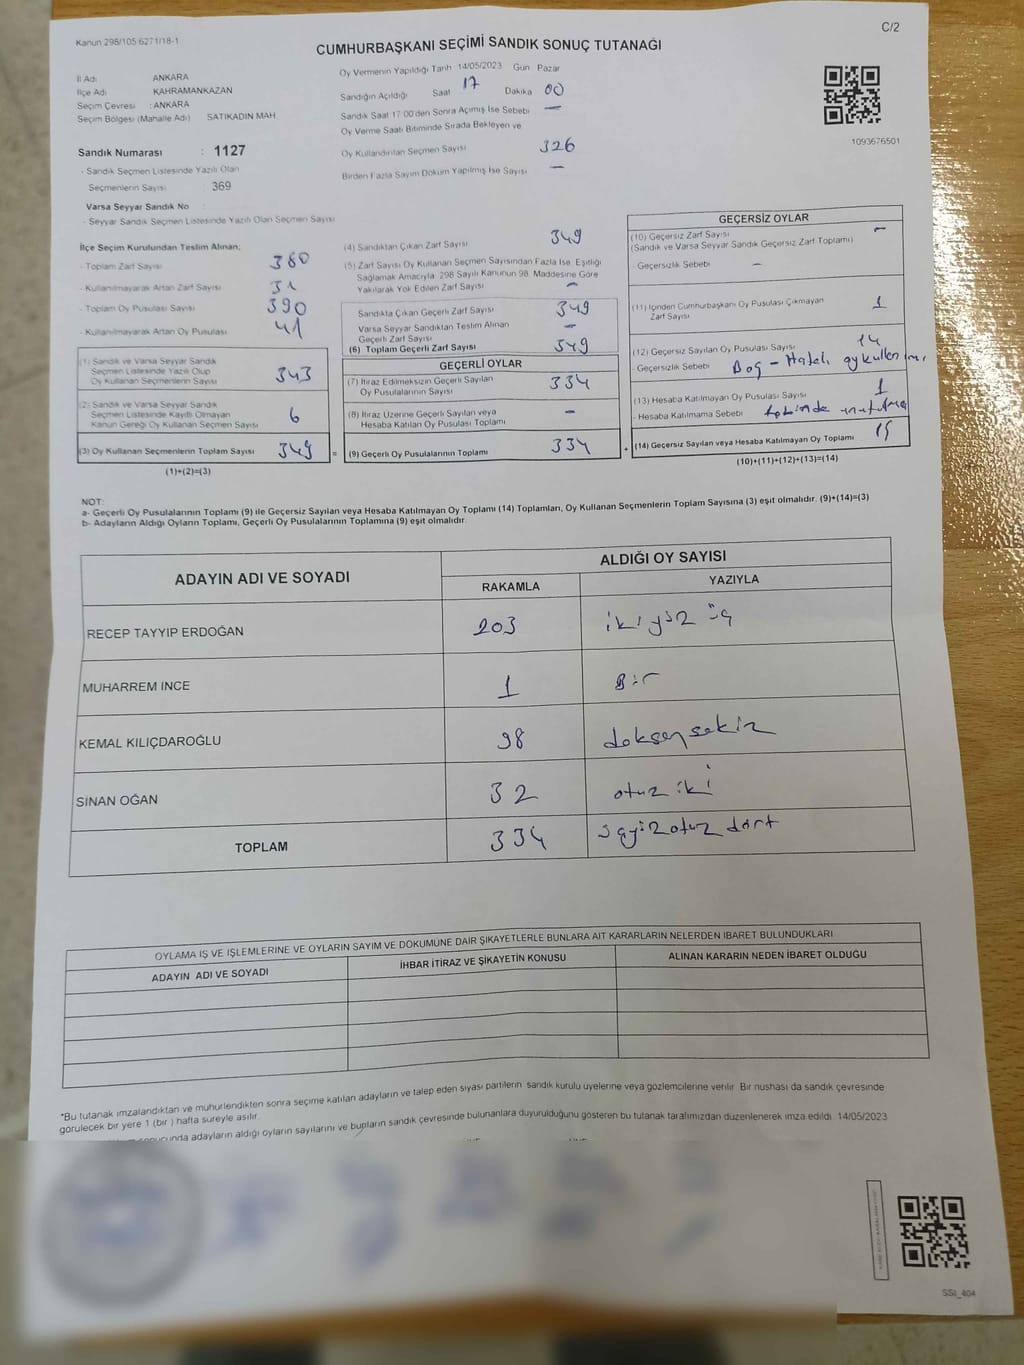 Kanun 298/105 6271/18-1
C/2
CUMHURBAŞKANI SEÇİMİ SANDIK SONUÇ TUTANAĞI
İl Adı ANKARA
İlçe Adı KAHRAMANKAZAN
Seçim Çevresi : ANKARA
Seçim Bölgesi (Mahalle Adı) SATIKADIN MAH.
Sandık Numarası : 1127
- Sandık Seçmen Listesinde Yazılı Olan
Seçmenlerin Sayısı : 369
Varsa Seyyar Sandık No
- Seyyar Sandık Seçmen Listesinde Yazılı Olan Seçmen Sayısı
Oy Vermenin Yapıldığı Tarih 14/05/2023 Gün Pazar
Sandığın Açıldığı Saat 17 Dakika 00
Sandık Saat 17 00'den Sonra Açılmış İse Sebebi —
Oy Verme Saati Bitiminde Sırada Bekleyen ve
Oy Kullandırılan Seçmen Sayısı 326
Birden Fazla Sayım Döküm Yapılmış İse Sayısı —
1093676501
İlçe Seçim Kurulundan Teslim Alınan;
- Toplam Zarf Sayısı 380
- Kullanılmayarak Artan Zarf Sayısı 31
- Toplam Oy Pusulası Sayısı 390
- Kullanılmayarak Artan Oy Pusulası 41
(1) Sandık ve Varsa Seyyar Sandık
Seçmen Listesinde Yazılı Olup
Oy Kullanan Seçmenlerin Sayısı 343
(2) Sandık ve Varsa Seyyar Sandık
Seçmen Listesinde Kayıtlı Olmayan
Kanun Gereği Oy Kullanan Seçmen Sayısı 6
(3) Oy Kullanan Seçmenlerin Toplam Sayısı 349 =
(1)+(2)=(3)
(4) Sandıktan Çıkan Zarf Sayısı 349
(5) Zarf Sayısı Oy Kullanan Seçmen Sayısından Fazla İse, Eşitliği
Sağlamak Amacıyla 298 Sayılı Kanunun 98. Maddesine Göre
Yakılarak Yok Edilen Zarf Sayısı —
Sandıkta Çıkan Geçerli Zarf Sayısı 349
Varsa Seyyar Sandıktan Teslim Alınan
Geçerli Zarf Sayısı —
(6) Toplam Geçerli Zarf Sayısı 349
GEÇERLİ OYLAR
(7) İtiraz Edilmeksizin Geçerli Sayılan
Oy Pusulasının Sayısı 334
(8) İtiraz Üzerine Geçerli Sayılan veya
Hesaba Katılan Oy Pusulası Toplamı —
(9) Geçerli Oy Pusulalarının Toplamı 334 +
GEÇERSİZ OYLAR
(10) Geçersiz Zarf Sayısı —
(Sandık ve Varsa Seyyar Sandık Geçersiz Zarf Toplamı)
- Geçersizlik Sebebi —
(11) İçinden Cumhurbaşkanı Oy Pusulası Çıkmayan
Zarf Sayısı 1
(12) Geçersiz Sayılan Oy Pusulası Sayısı 14
- Geçersizlik Sebebi Boş - Hatalı oy kullanımı
(13) Hesaba Katılmayan Oy Pusulası Sayısı 1
- Hesaba Katılmama Sebebi
(14) Geçersiz Sayılan veya Hesaba Katılmayan Oy Toplamı 15
(10)+(11)+(12)+(13)=(14)
NOT:
a- Geçerli Oy Pusulalarının Toplamı (9) ile Geçersiz Sayılan veya Hesaba Katılmayan Oy Toplamı (14) Toplamları, Oy Kullanan Seçmenlerin Toplam Sayısına (3) eşit olmalıdır. (9)+(14)=(3)
b- Adayların Aldığı Oyların Toplamı, Geçerli Oy Pusulalarının Toplamına (9) eşit olmalıdır.
ADAYIN ADI VE SOYADI ALDIĞI OY SAYISI
RAKAMLA YAZIYLA
RECEP TAYYIP ERDOĞAN 203 iki yüz üç
MUHARREM İNCE 1 Bir
KEMAL KILIÇDAROĞLU 98 doksan sekiz
SİNAN OĞAN 32 otuz iki
TOPLAM 334 3 yüz otuz dört
OYLAMA İŞ VE İŞLEMLERİNE VE OYLARIN SAYIM VE DÖKÜMÜNE DAİR ŞİKAYETLERLE BUNLARA AİT KARARLARIN NELERDEN İBARET BULUNDUKLARI
ADAYIN ADI VE SOYADI İHBAR İTİRAZ VE ŞİKAYETİN KONUSU ALINAN KARARIN NEDEN İBARET OLDUĞU
*Bu tutanak imzalandıktan ve mühürlendikten sonra seçime katılan adayların ve talep eden siyasi partilerin sandık kurulu üyelerine veya gözlemcilerine verilir. Bir nüshası da sandık çevresinde
görülecek bir yere 1 (bir) hafta süreyle asılır.
sonucunda adayların aldığı oyların sayılarını ve bunların sandık çevresinde bulunanlara duyurulduğunu gösteren bu tutanak tarafımızdan düzenlenerek imza edildi. 14/05/2023
SSI_404